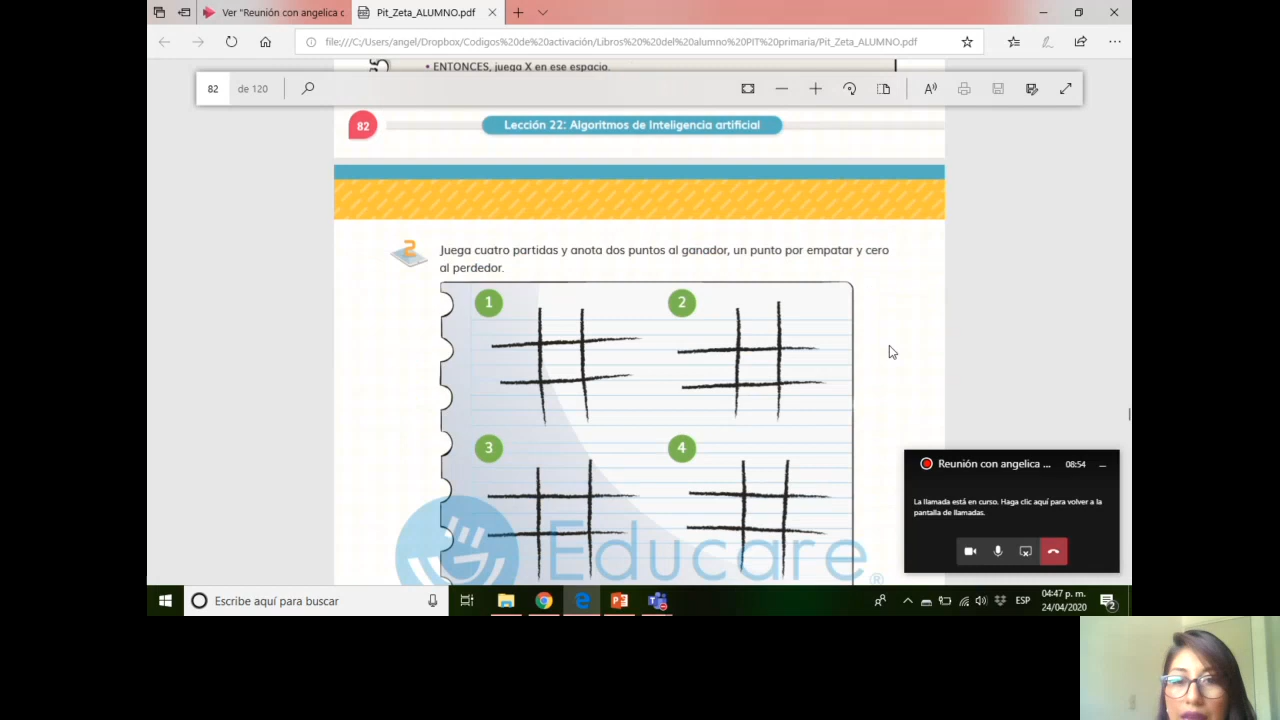 Ver "Reunión con angelica c
Pit_Zeta_ALUMNO.pdf
file:///C:/Users/angel/Dropbox/Codigos%20de%20activación/Libros%20%20del%20alumno%20PIT%20primaria/Pit_Zeta_ALUMNO.pdf
• ENTONCES, juega X en ese espacio.
82 de 120
82
Lección 22: Algoritmos de Inteligencia artificial
2
Juega cuatro partidas y anota dos puntos al ganador, un punto por empatar y cero
al perdedor.
1
2
3
4
Educare®
Reunión con angelica ... 08:54
La llamada está en curso. Haga clic aquí para volver a la
pantalla de llamadas.
Escribe aquí para buscar
ESP
04:47 p. m.
24/04/2020
2